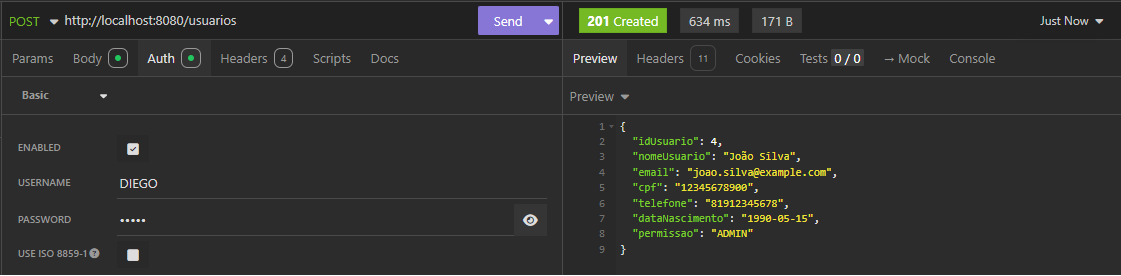 POST http://localhost:8080/usuarios Send
201 Created 634 ms 171 B Just Now
Params Body Auth Headers 4 Scripts Docs
Preview Headers 11 Cookies Tests 0 / 0 → Mock Console
Basic
Preview
ENABLED
USERNAME DIEGO
PASSWORD •••••
USE ISO 8859-1 ?
1 {
2 "idUsuario": 4,
3 "nomeUsuario": "João Silva",
4 "email": "joao.silva@example.com",
5 "cpf": "12345678900",
6 "telefone": "81912345678",
7 "dataNascimento": "1990-05-15",
8 "permissao": "ADMIN"
9 }